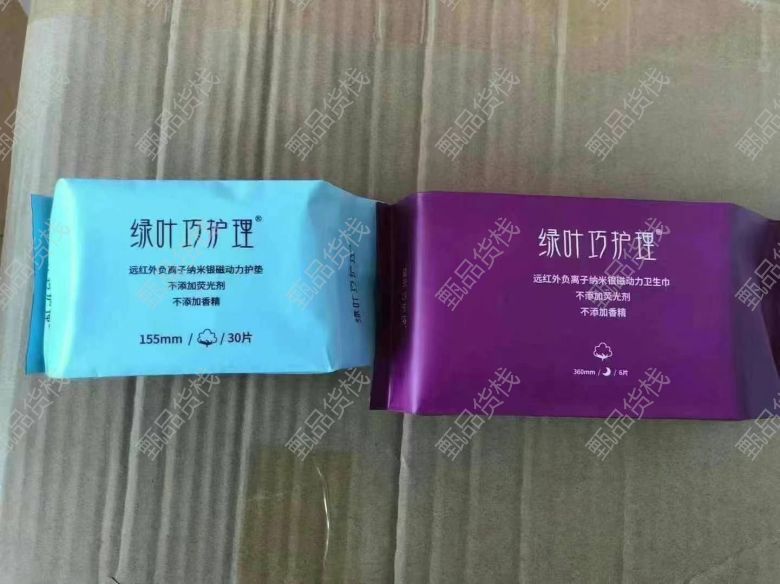 绿叶巧护理®
远红外负离子纳米银磁动力护垫
不添加荧光剂
不添加香精
155mm / / 30片
绿叶巧护理®
远红外负离子纳米银磁动力卫生巾
不添加荧光剂
不添加香精
360mm / / 6片
甄品货栈